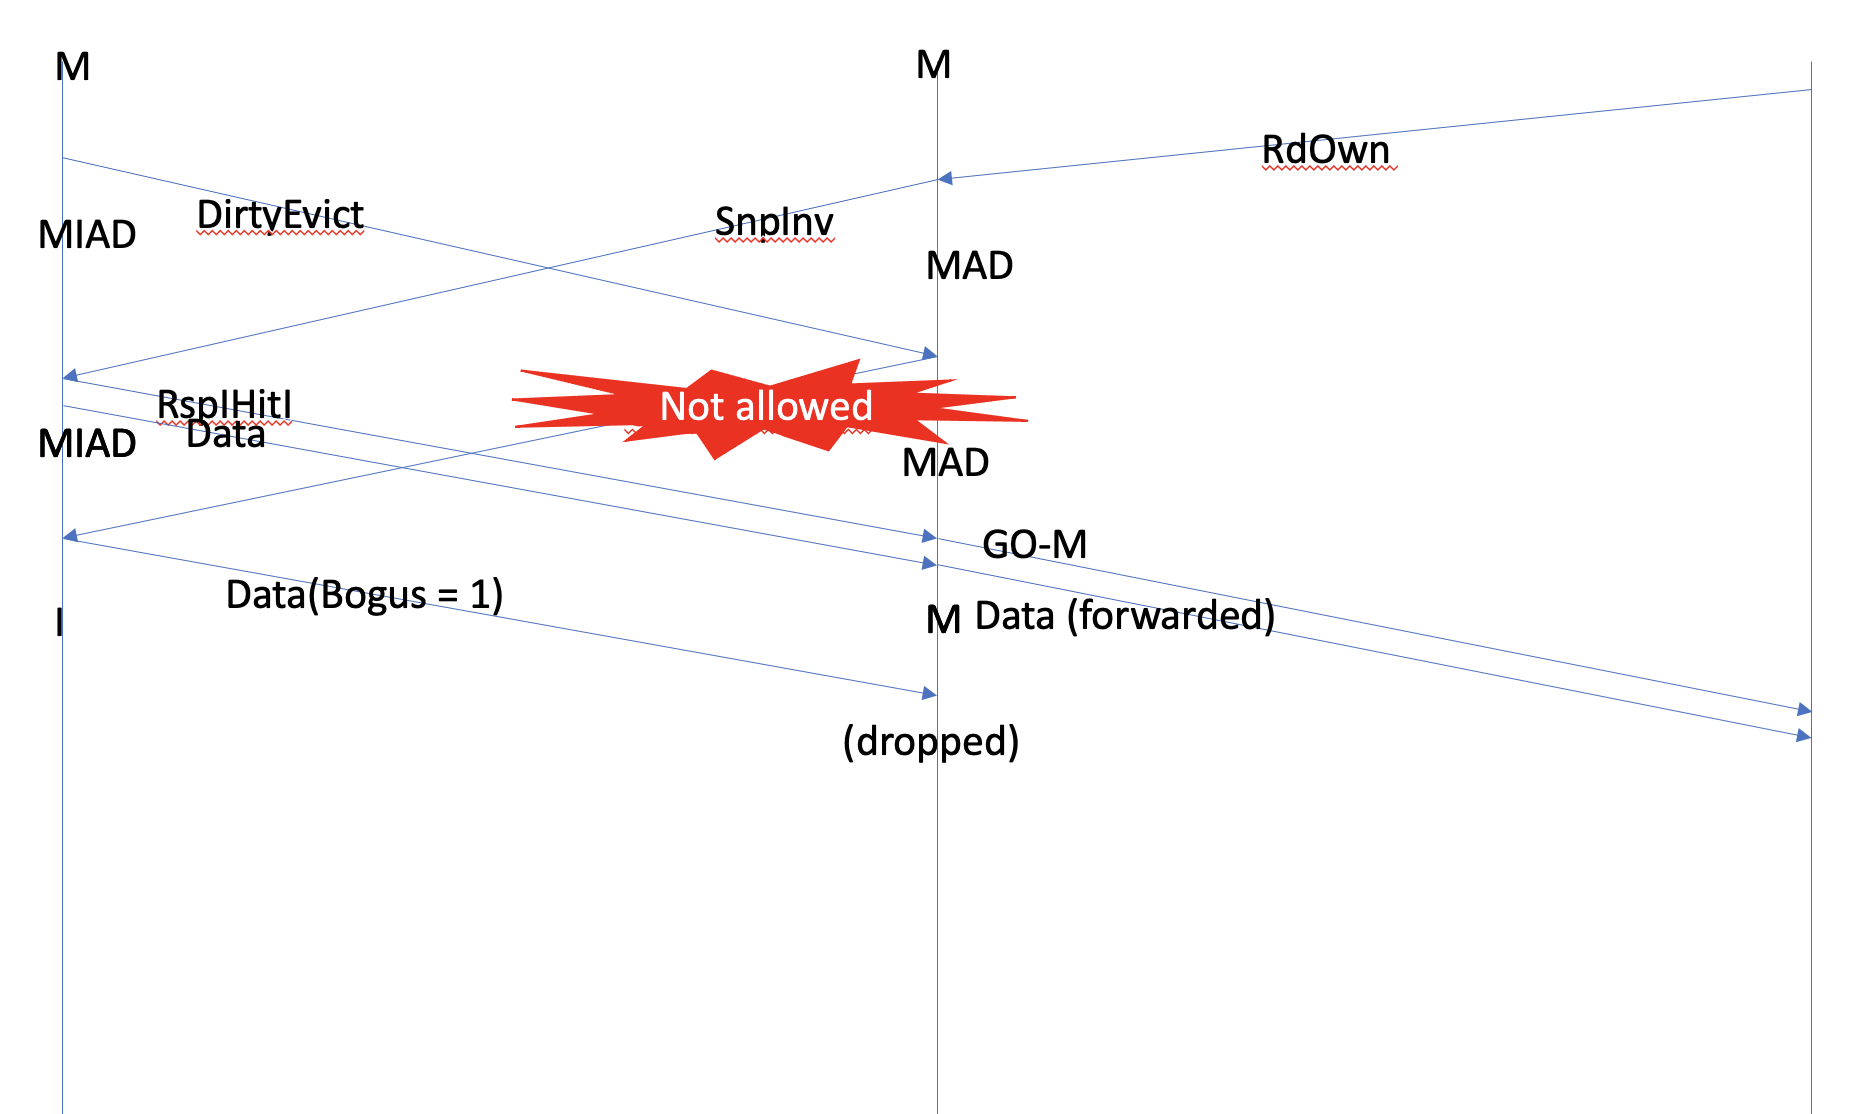 M
M
RdOwn
DirtyEvict
SnpInv
MIAD
MAD
RspIHitI
Not allowed
Data
MIAD
MAD
GO-M
Data(Bogus = 1)
I
M
Data (forwarded)
(dropped)